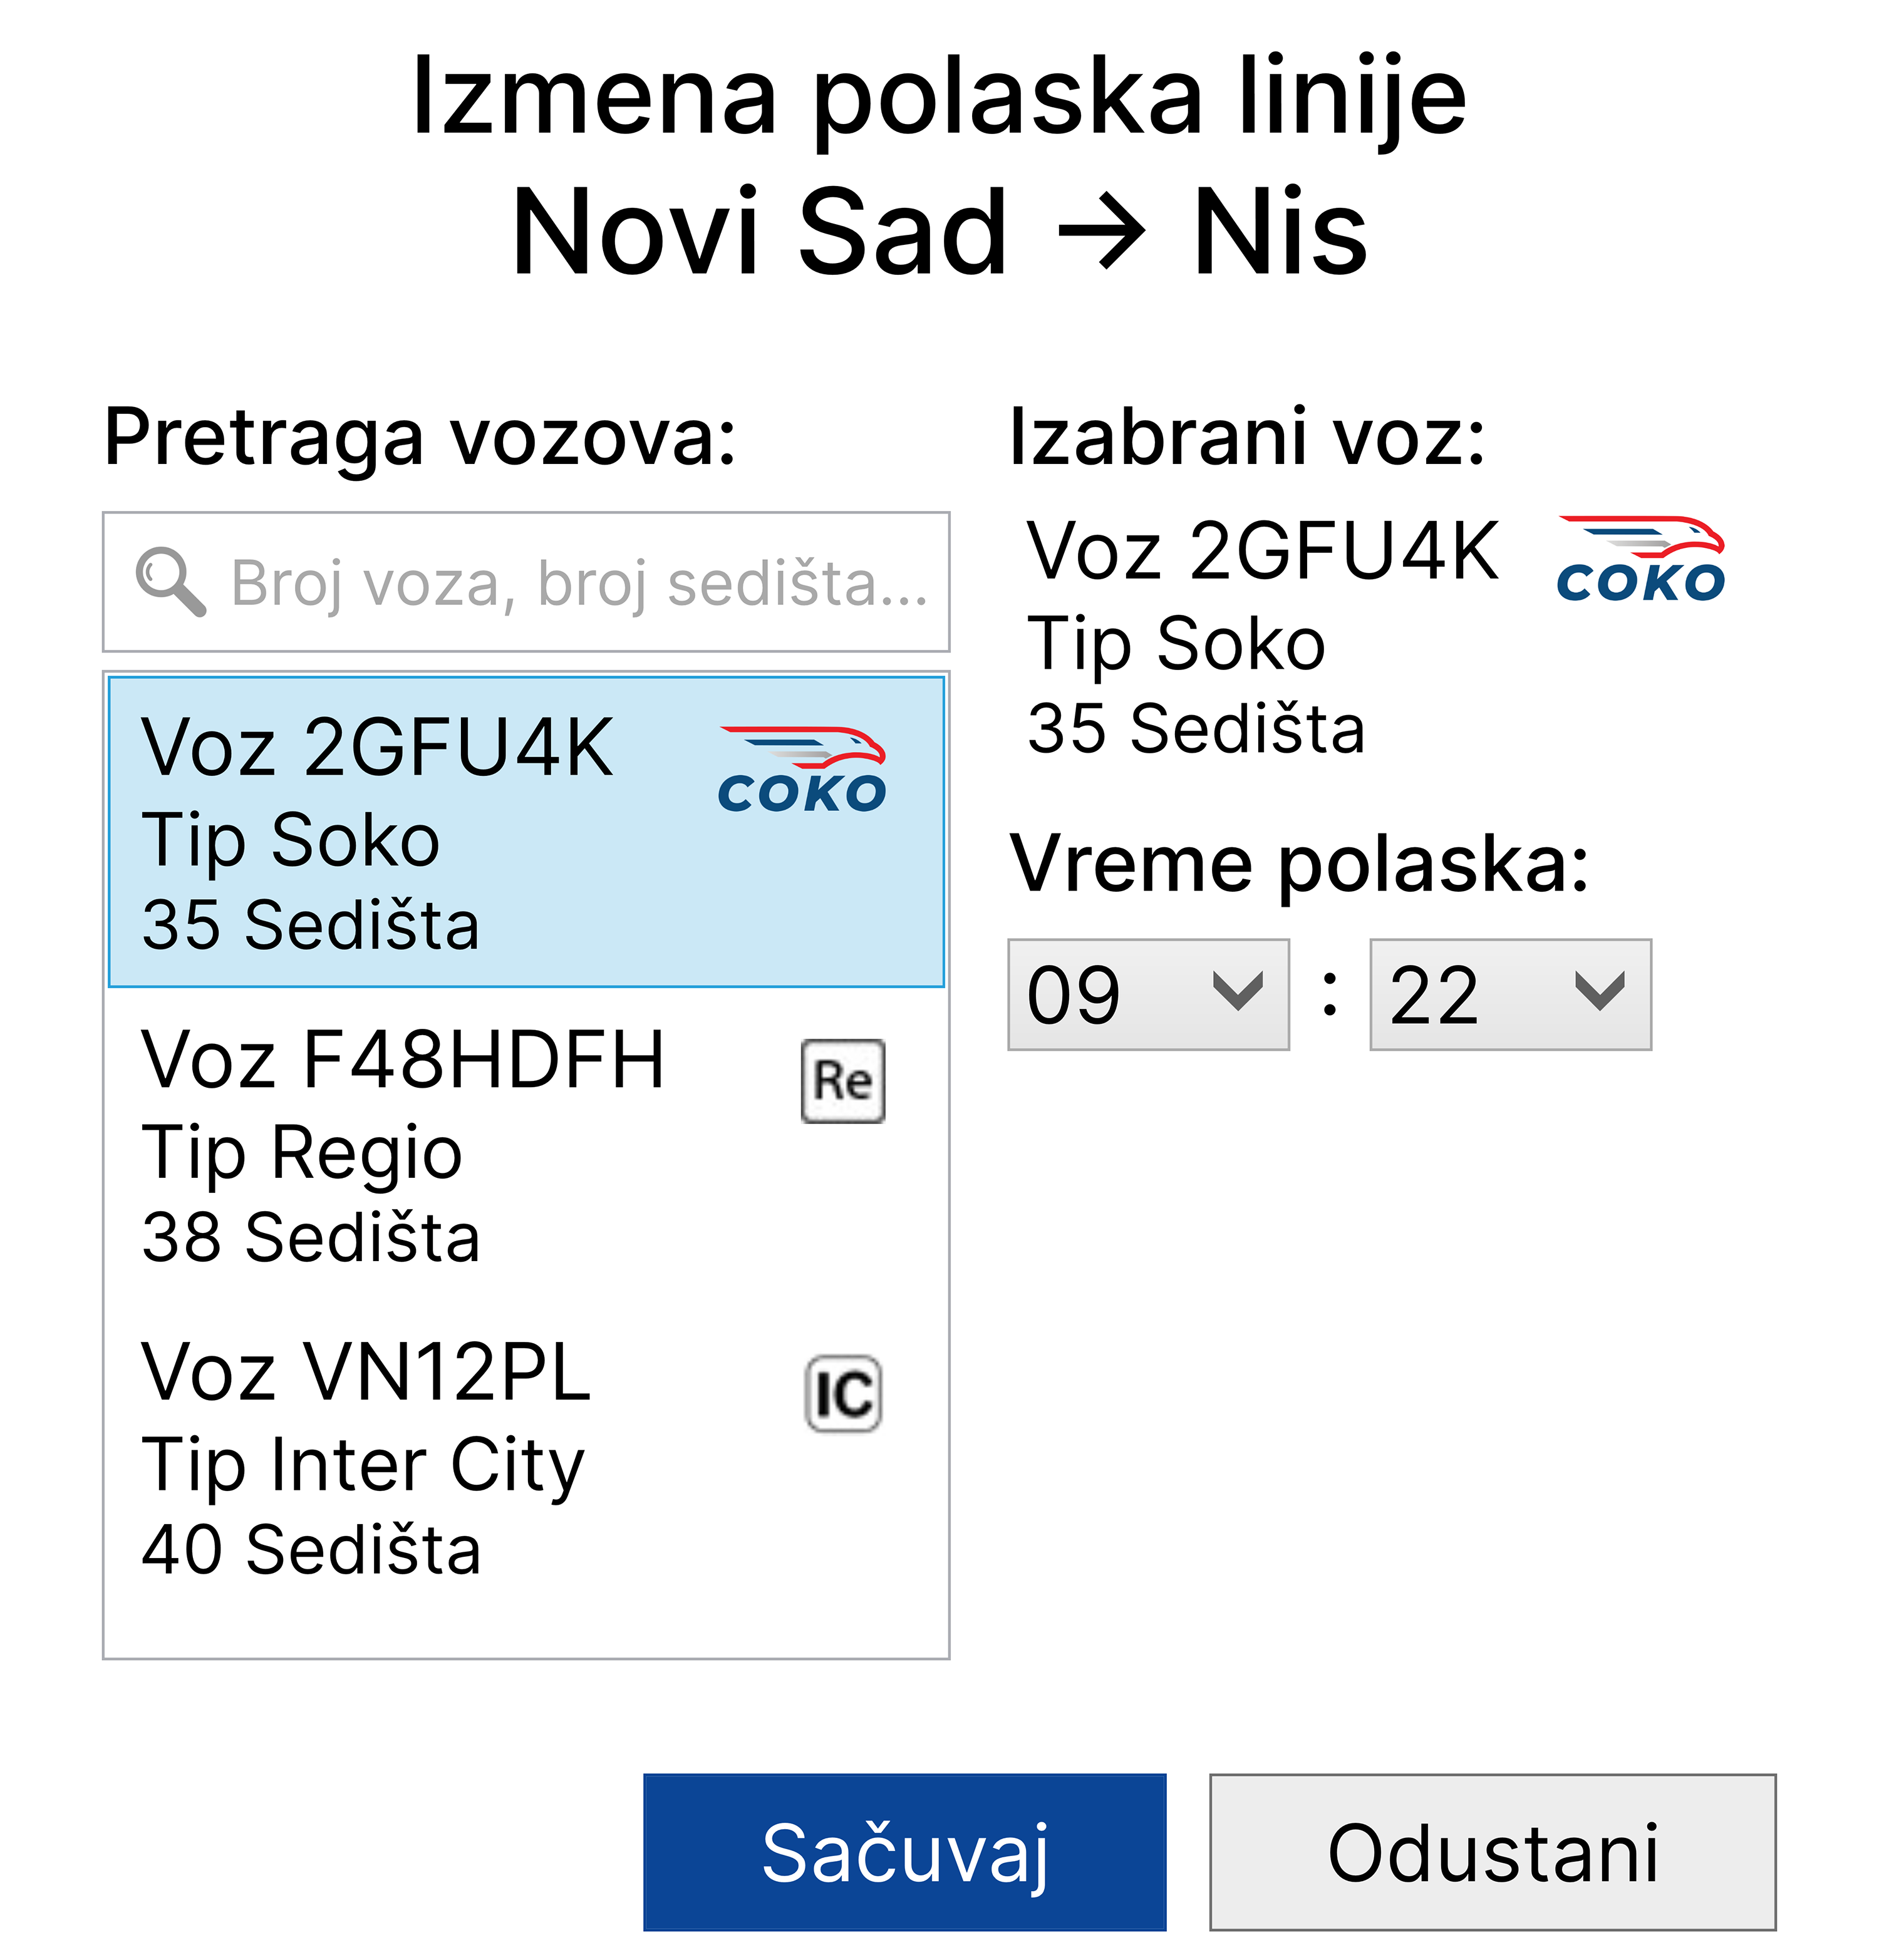 Izmena polaska linije
Novi Sad → Nis
Pretraga vozova:
Broj voza, broj sedišta...
Voz 2GFU4K
СОКО
Tip Soko
35 Sedišta
Voz F48HDFH
Re
Tip Regio
38 Sedišta
Voz VN12PL
IC
Tip Inter City
40 Sedišta
Izabrani voz:
Voz 2GFU4K
СОКО
Tip Soko
35 Sedišta
Vreme polaska:
09 : 22
Sačuvaj
Odustani